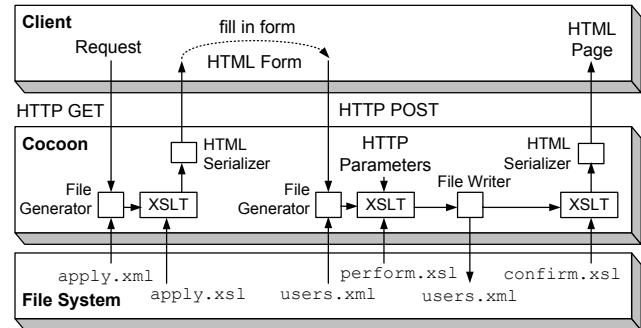 Client
fill in form
Request
HTML Form
HTML
Page
HTTP GET
HTTP POST
Cocoon
HTML
Serializer
HTTP
Parameters
HTML
Serializer
File
Generator
XSLT
File
Generator
XSLT
File Writer
XSLT
apply.xml
apply.xsl
users.xml
perform.xsl
users.xml
confirm.xsl
File System